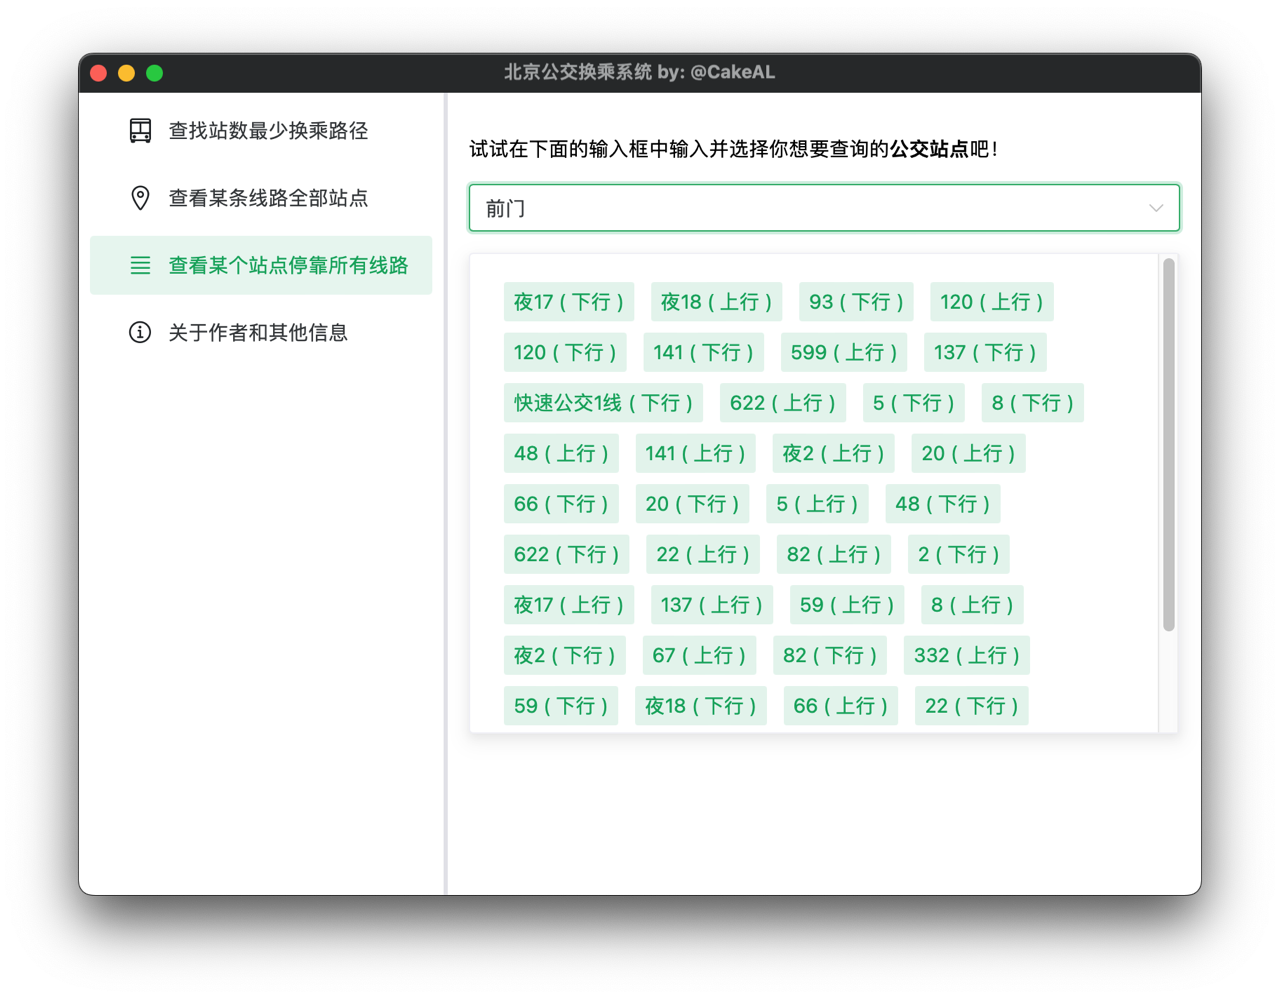 北京公交换乘系统 by: @CakeAL
查找站数最少换乘路径
查看某条线路全部站点
查看某个站点停靠所有线路
关于作者和其他信息
试试在下面的输入框中输入并选择你想要查询的公交站点吧！
前门
夜17 ( 下行 ) 夜18 ( 上行 ) 93 ( 下行 ) 120 ( 上行 )
120 ( 下行 ) 141 ( 下行 ) 599 ( 上行 ) 137 ( 下行 )
快速公交1线 ( 下行 ) 622 ( 上行 ) 5 ( 下行 ) 8 ( 下行 )
48 ( 上行 ) 141 ( 上行 ) 夜2 ( 上行 ) 20 ( 上行 )
66 ( 下行 ) 20 ( 下行 ) 5 ( 上行 ) 48 ( 下行 )
622 ( 下行 ) 22 ( 上行 ) 82 ( 上行 ) 2 ( 下行 )
夜17 ( 上行 ) 137 ( 上行 ) 59 ( 上行 ) 8 ( 上行 )
夜2 ( 下行 ) 67 ( 上行 ) 82 ( 下行 ) 332 ( 上行 )
59 ( 下行 ) 夜18 ( 下行 ) 66 ( 上行 ) 22 ( 下行 )